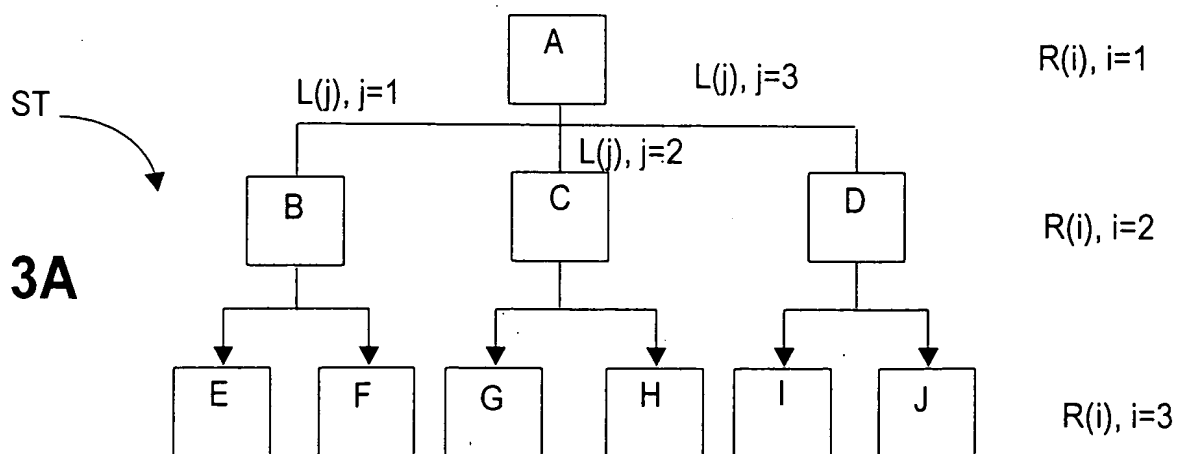 A
R(i), i=1
L(j), j=1
L(j), j=3
ST
L(j), j=2
B
C
D
R(i), i=2
3A
E
F
G
H
I
J
R(i), i=3